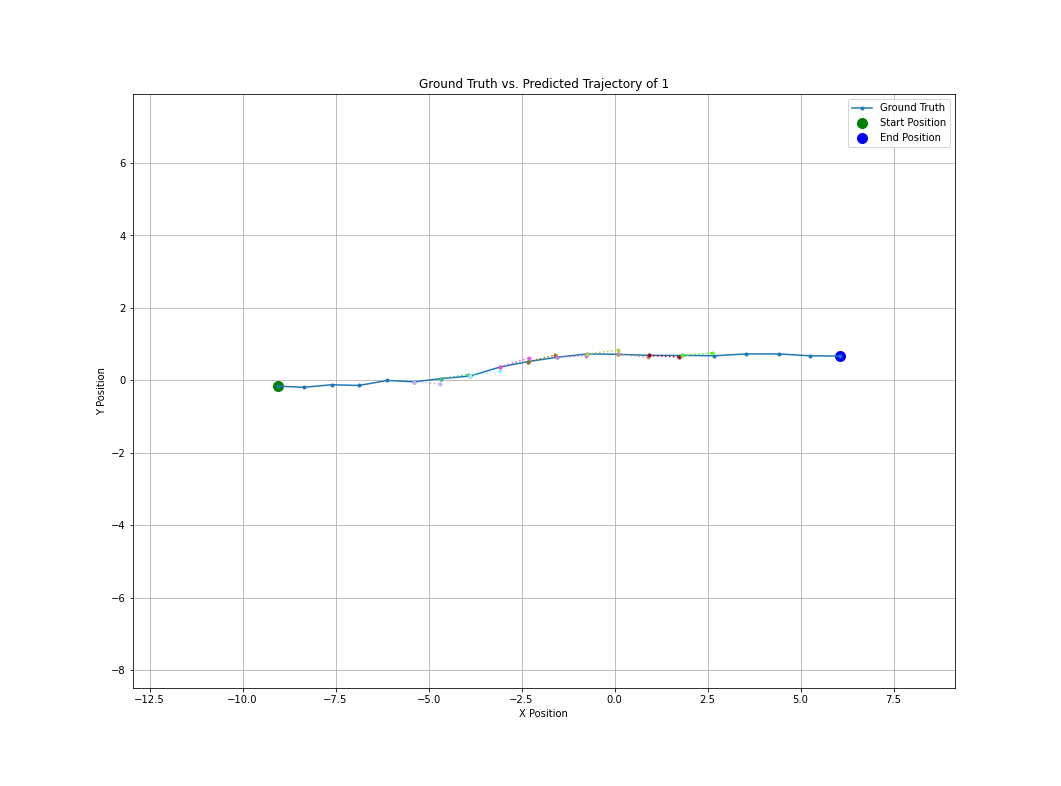 Ground Truth vs. Predicted Trajectory of 1
Ground Truth
Start Position
End Position
6
4
2
0
−2
−4
−6
−8
Y Position
−12.5 −10.0 −7.5 −5.0 −2.5 0.0 2.5 5.0 7.5
X Position